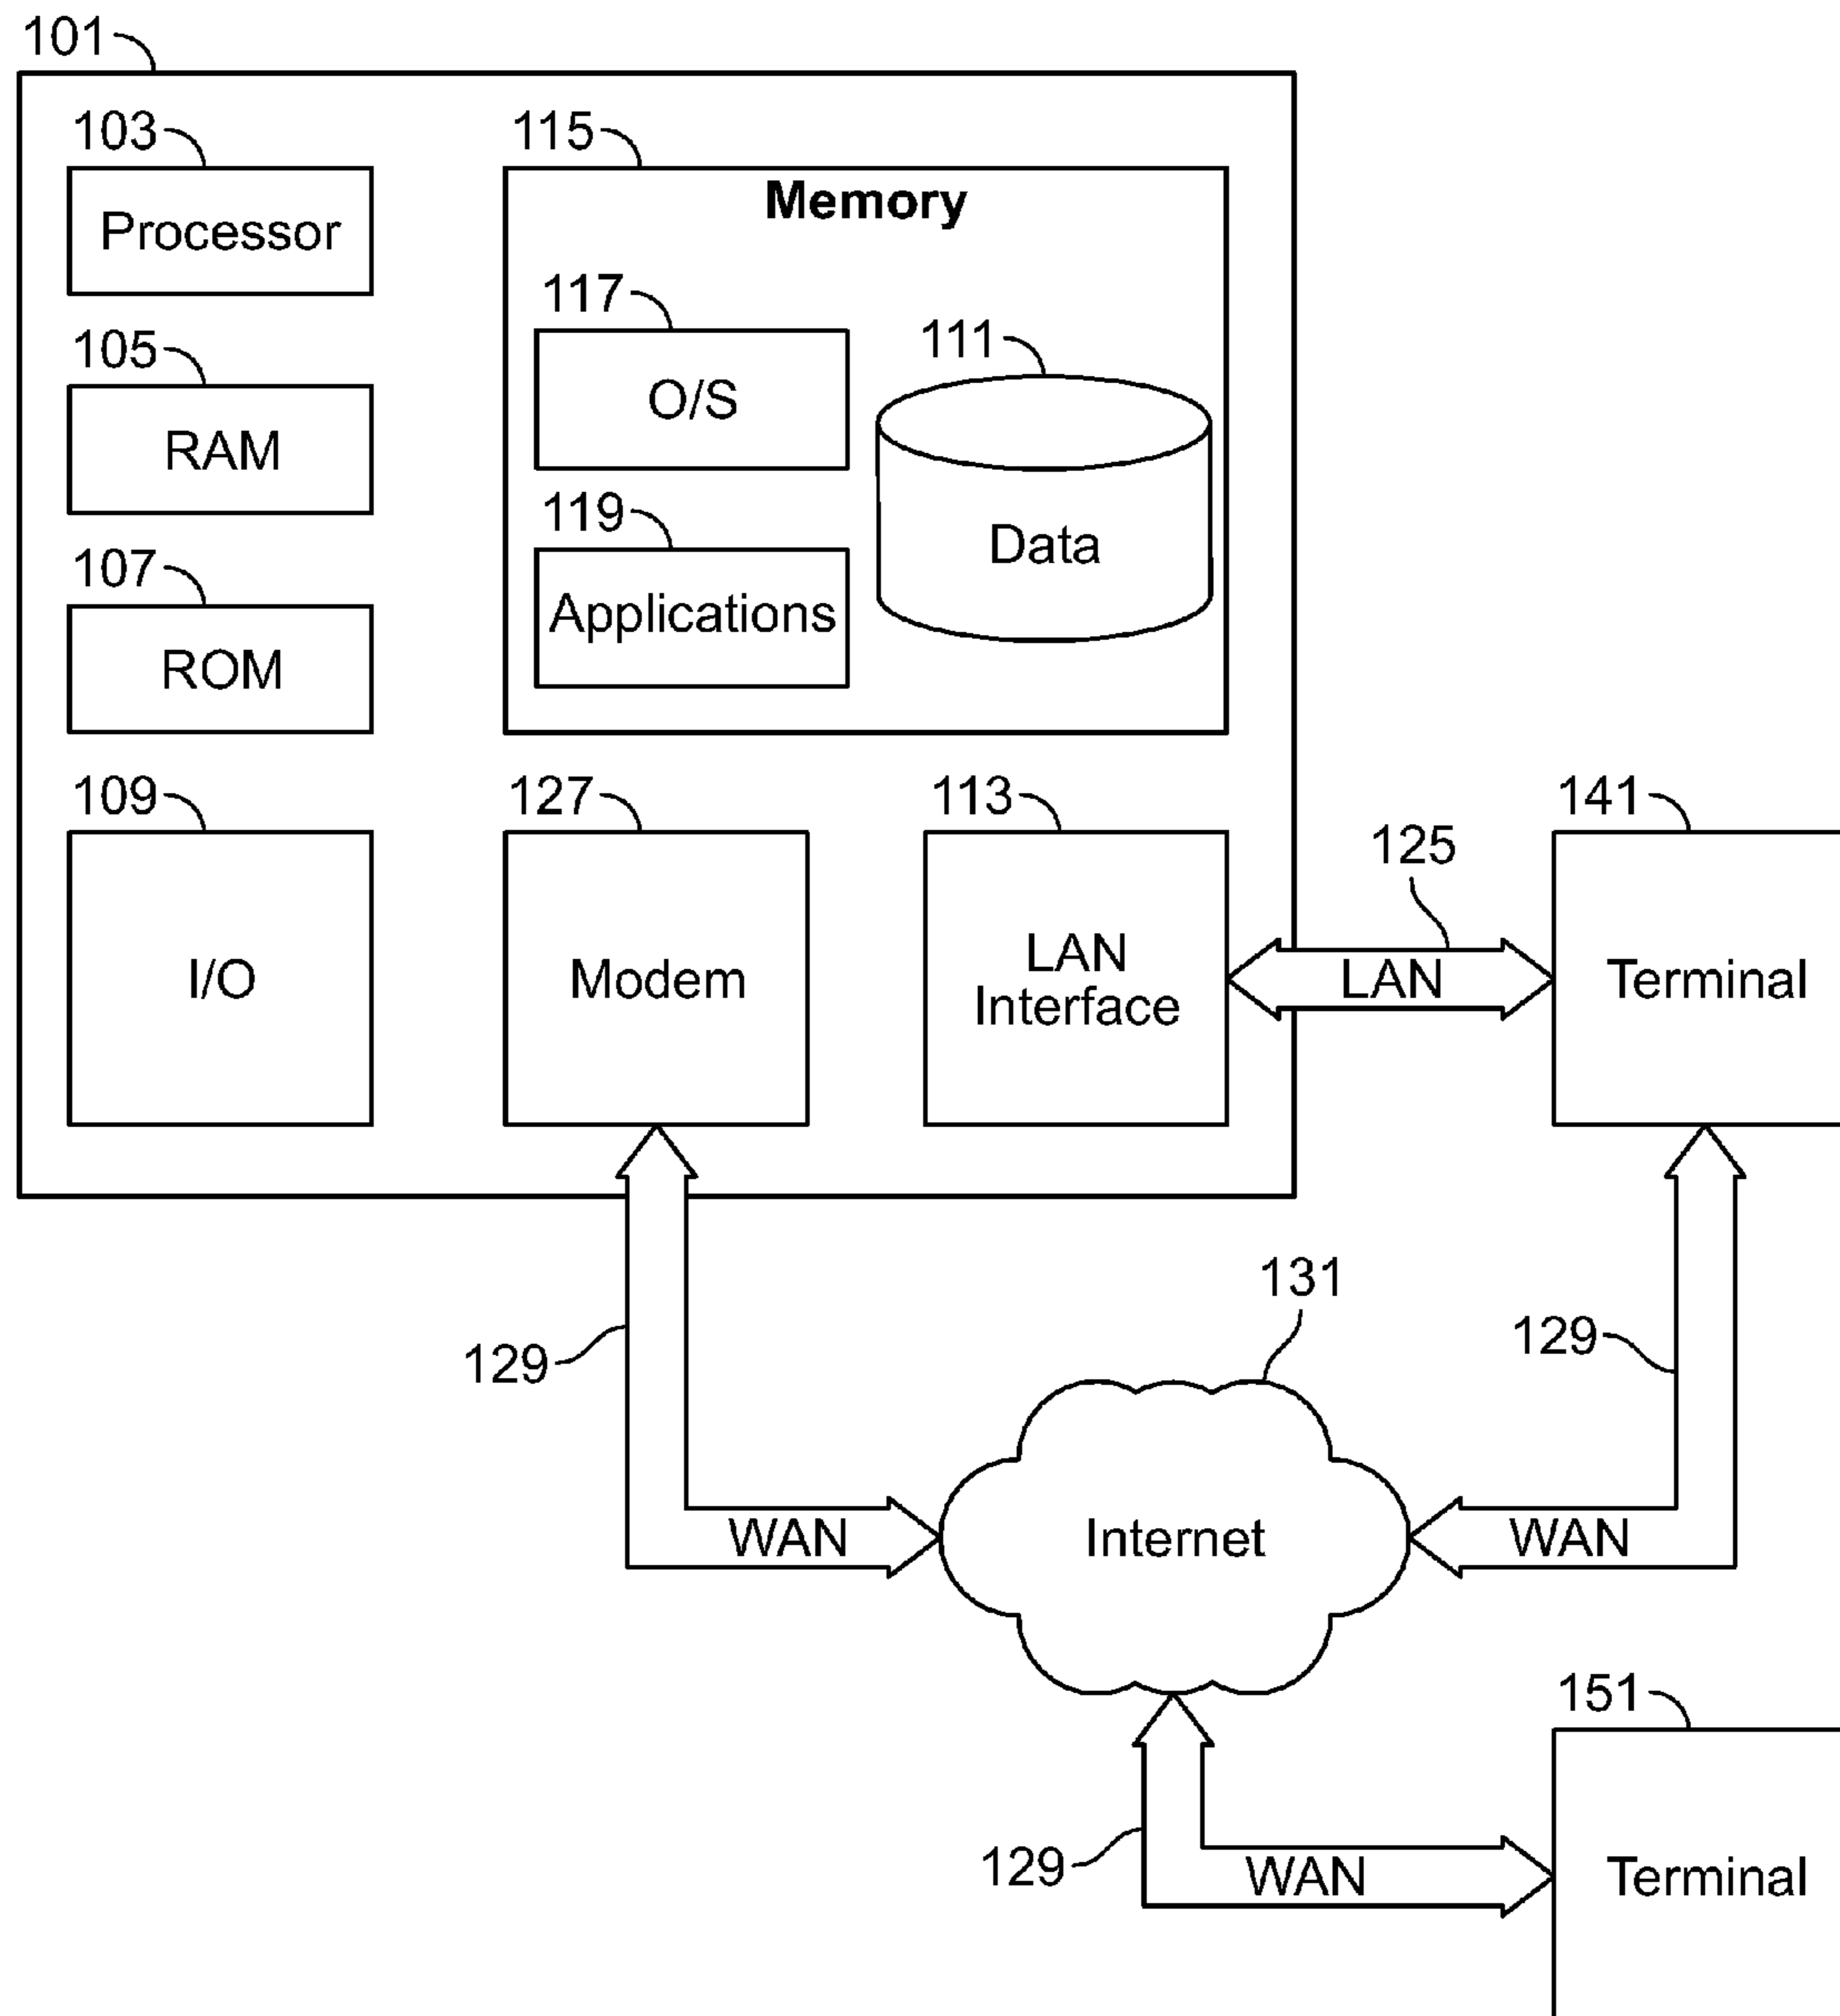 101
103
Processor
105
RAM
107
ROM
109
I/O
115
Memory
117
O/S
119
Applications
111
Data
127
Modem
113
LAN
Interface
125
LAN
141
Terminal
129
WAN
131
Internet
129
WAN
129
WAN
151
Terminal